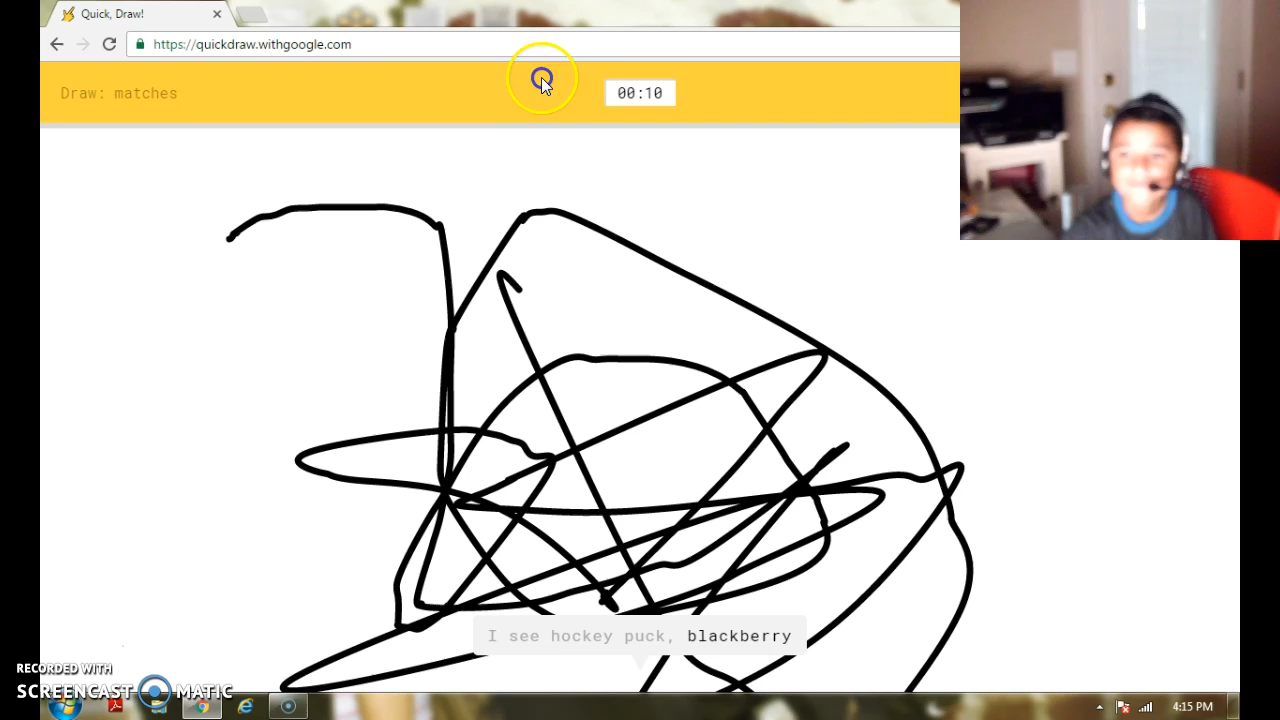 Quick, Draw!
https://quickdraw.withgoogle.com
Draw: matches
00:10
I see hockey puck, blackberry
RECORDED WITH
SCREENCAST MATIC
4:15 PM